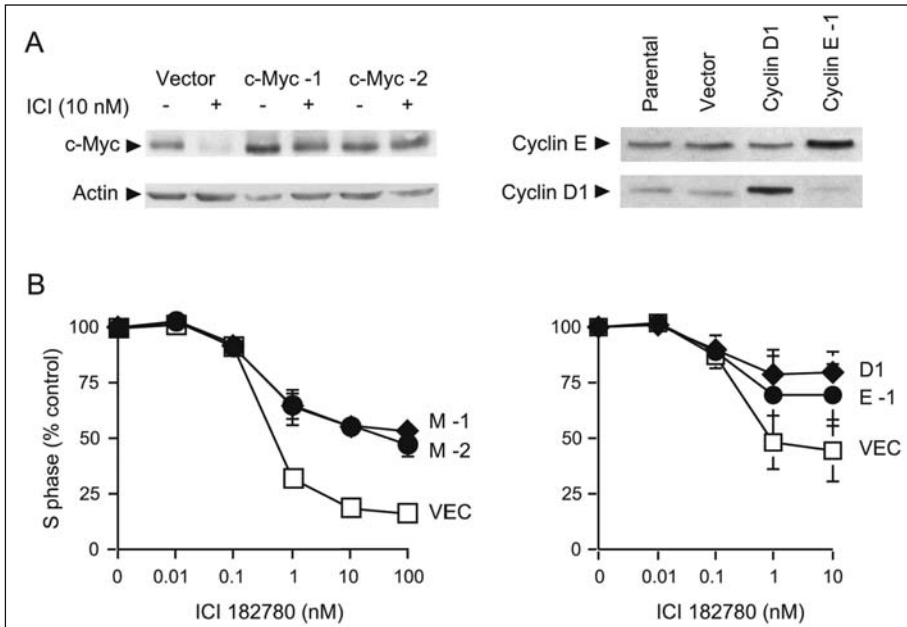 A
Vector c-Myc -1 c-Myc -2
ICI (10 nM) - + - + - +
c-Myc
Actin
Parental Vector Cyclin D1 Cyclin E -1
Cyclin E
Cyclin D1
B
S phase (% control)
100
75
50
25
0
M -1
M -2
VEC
0 0.01 0.1 1 10 100
ICI 182780 (nM)
100
75
50
25
0
D1
E -1
VEC
0 0.01 0.1 1 10
ICI 182780 (nM)